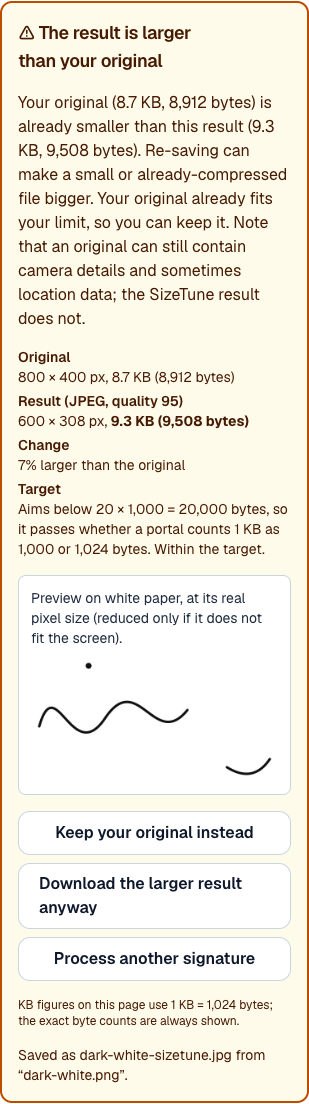 The result is larger
than your original
Your original (8.7 KB, 8,912 bytes) is
already smaller than this result (9.3
KB, 9,508 bytes). Re-saving can
make a small or already-compressed
file bigger. Your original already fits
your limit, so you can keep it. Note
that an original can still contain
camera details and sometimes
location data; the SizeTune result
does not.
Original
800 × 400 px, 8.7 KB (8,912 bytes)
Result (JPEG, quality 95)
600 × 308 px, 9.3 KB (9,508 bytes)
Change
7% larger than the original
Target
Aims below 20 × 1,000 = 20,000 bytes, so
it passes whether a portal counts 1 KB as
1,000 or 1,024 bytes. Within the target.
Preview on white paper, at its real
pixel size (reduced only if it does not
fit the screen).
Keep your original instead
Download the larger result
anyway
Process another signature
KB figures on this page use 1 KB = 1,024 bytes;
the exact byte counts are always shown.
Saved as dark-white-sizetune.jpg from
“dark-white.png”.